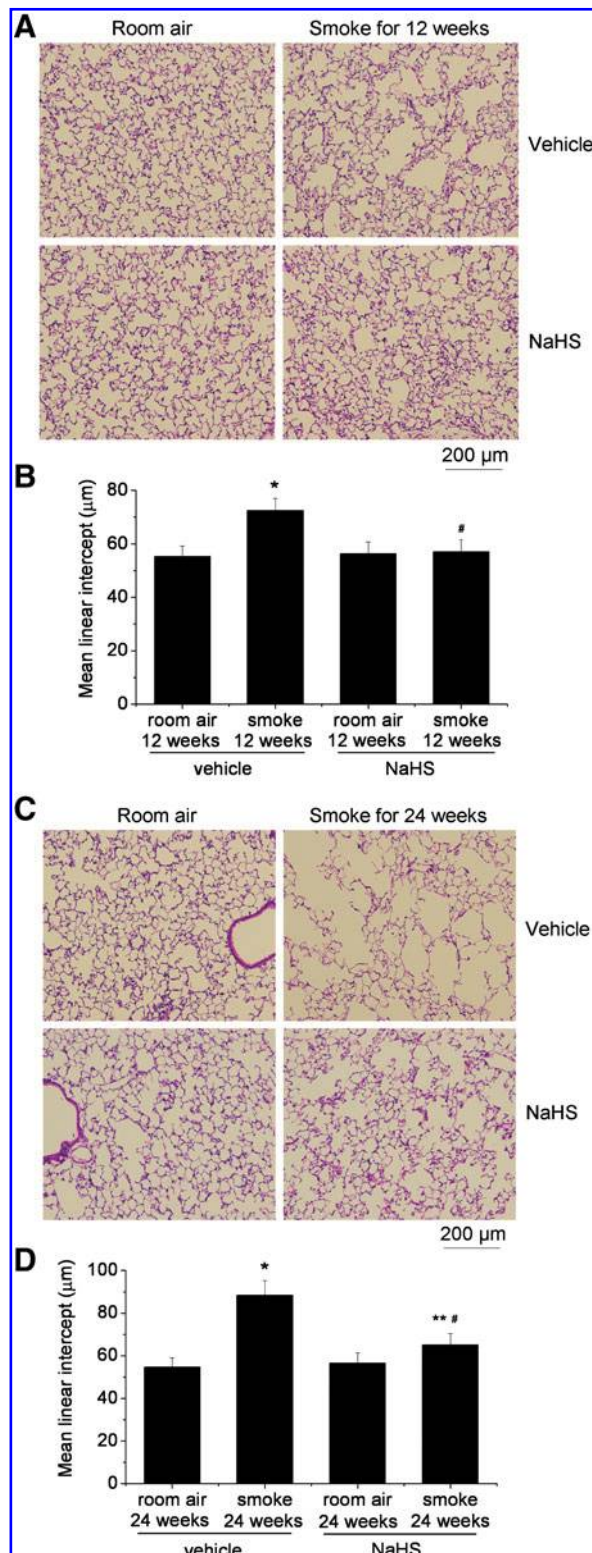 A
Room air Smoke for 12 weeks
Vehicle
NaHS
200 μm
B
Mean linear intercept (μm)
80
60
40
20
0
*
#
room air smoke room air smoke
12 weeks 12 weeks 12 weeks 12 weeks
vehicle NaHS
C
Room air Smoke for 24 weeks
Vehicle
NaHS
200 μm
D
Mean linear intercept (μm)
100
80
60
40
20
0
*
** #
room air smoke room air smoke
24 weeks 24 weeks 24 weeks 24 weeks
vehicle NaHS